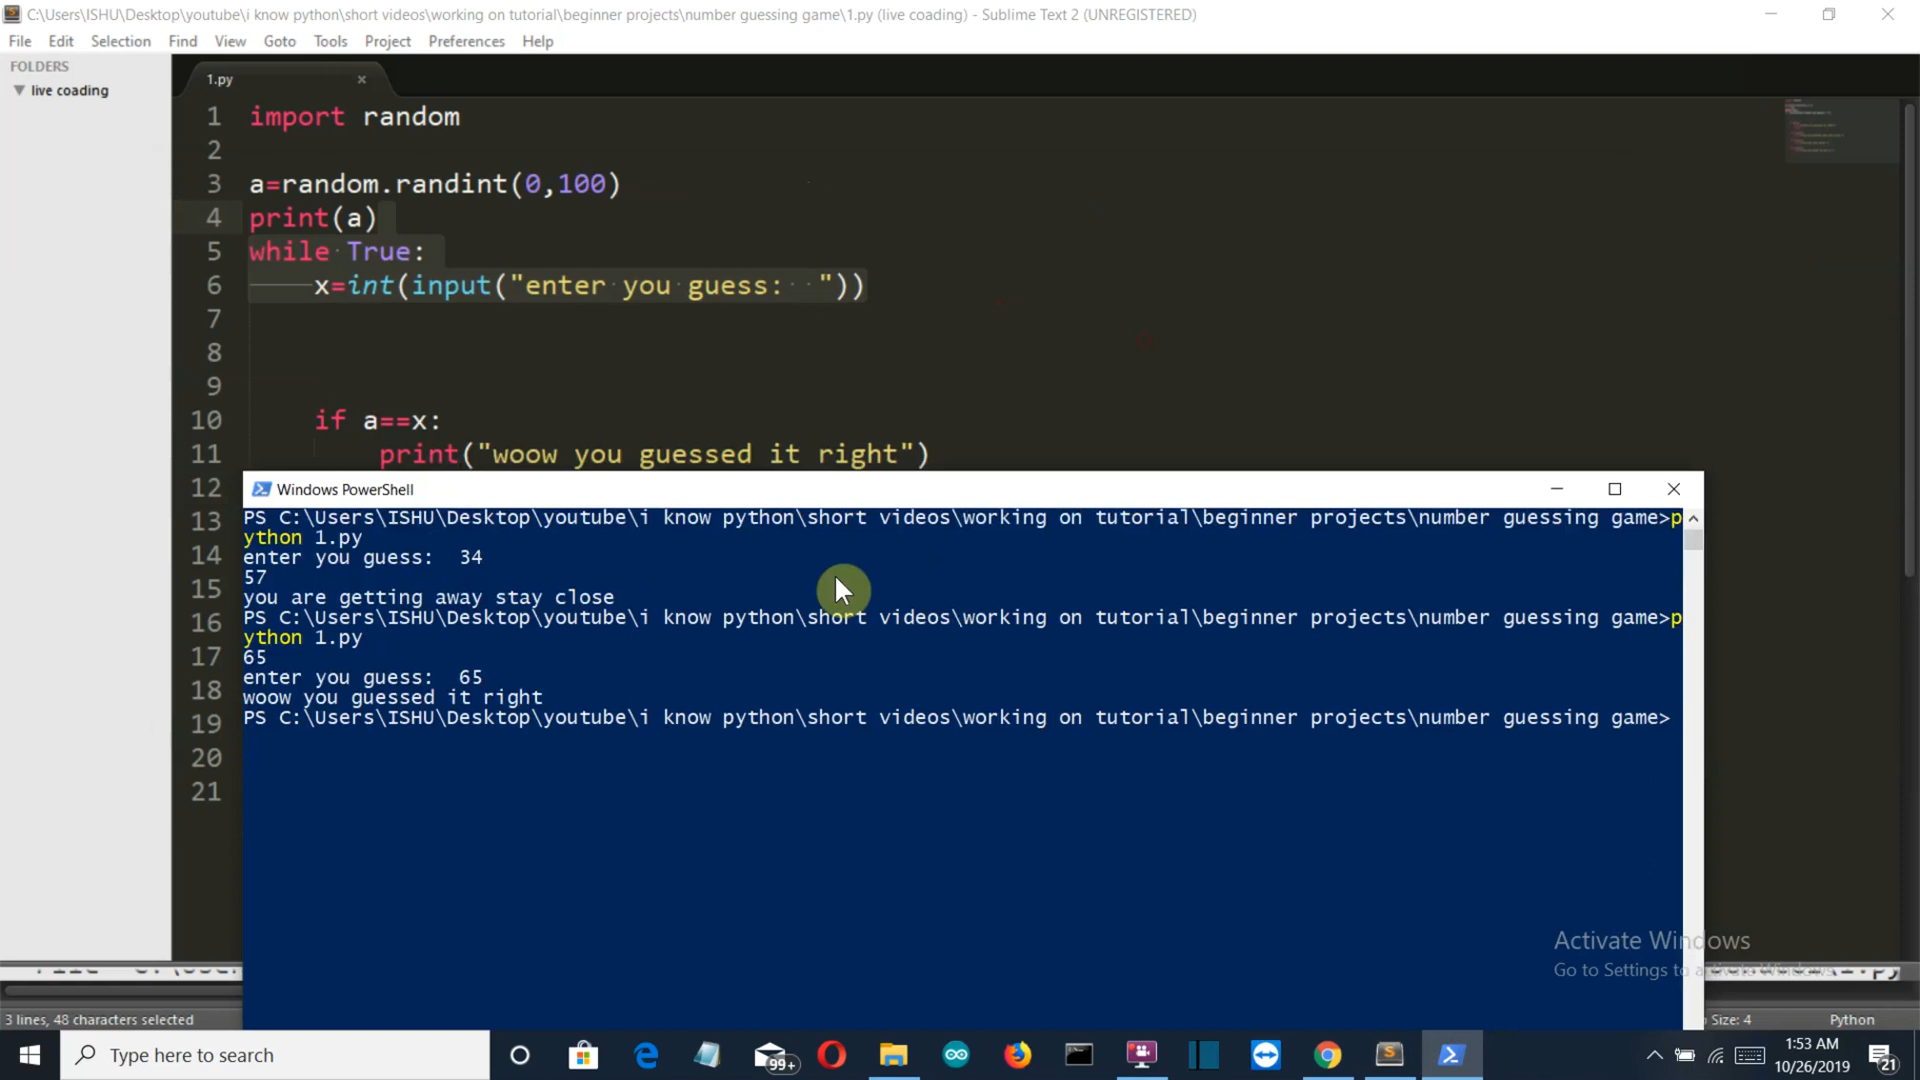 C:\Users\ISHU\Desktop\youtube\i know python\short videos\working on tutorial\beginner projects\number guessing game\1.py (live coading) - Sublime Text 2 (UNREGISTERED)
File Edit Selection Find View Goto Tools Project Preferences Help
FOLDERS
live coading
1.py
1 import random
2
3 a=random.randint(0,100)
4 print(a)
5 while True:
6 x=int(input("enter you guess:  "))
7
8
9
10 if a==x:
11 print("woow you guessed it right")
12
13
14
15
16
17
18
19
20
21
Windows PowerShell
PS C:\Users\ISHU\Desktop\youtube\i know python\short videos\working on tutorial\beginner projects\number guessing game>p
ython 1.py
enter you guess:  34
57
you are getting away stay close
PS C:\Users\ISHU\Desktop\youtube\i know python\short videos\working on tutorial\beginner projects\number guessing game>p
ython 1.py
65
enter you guess:  65
woow you guessed it right
PS C:\Users\ISHU\Desktop\youtube\i know python\short videos\working on tutorial\beginner projects\number guessing game>
Activate Windows
Go to Settings to activate Windows.
3 lines, 48 characters selected
Size: 4 Python
Type here to search
99+
1:53 AM
10/26/2019
21